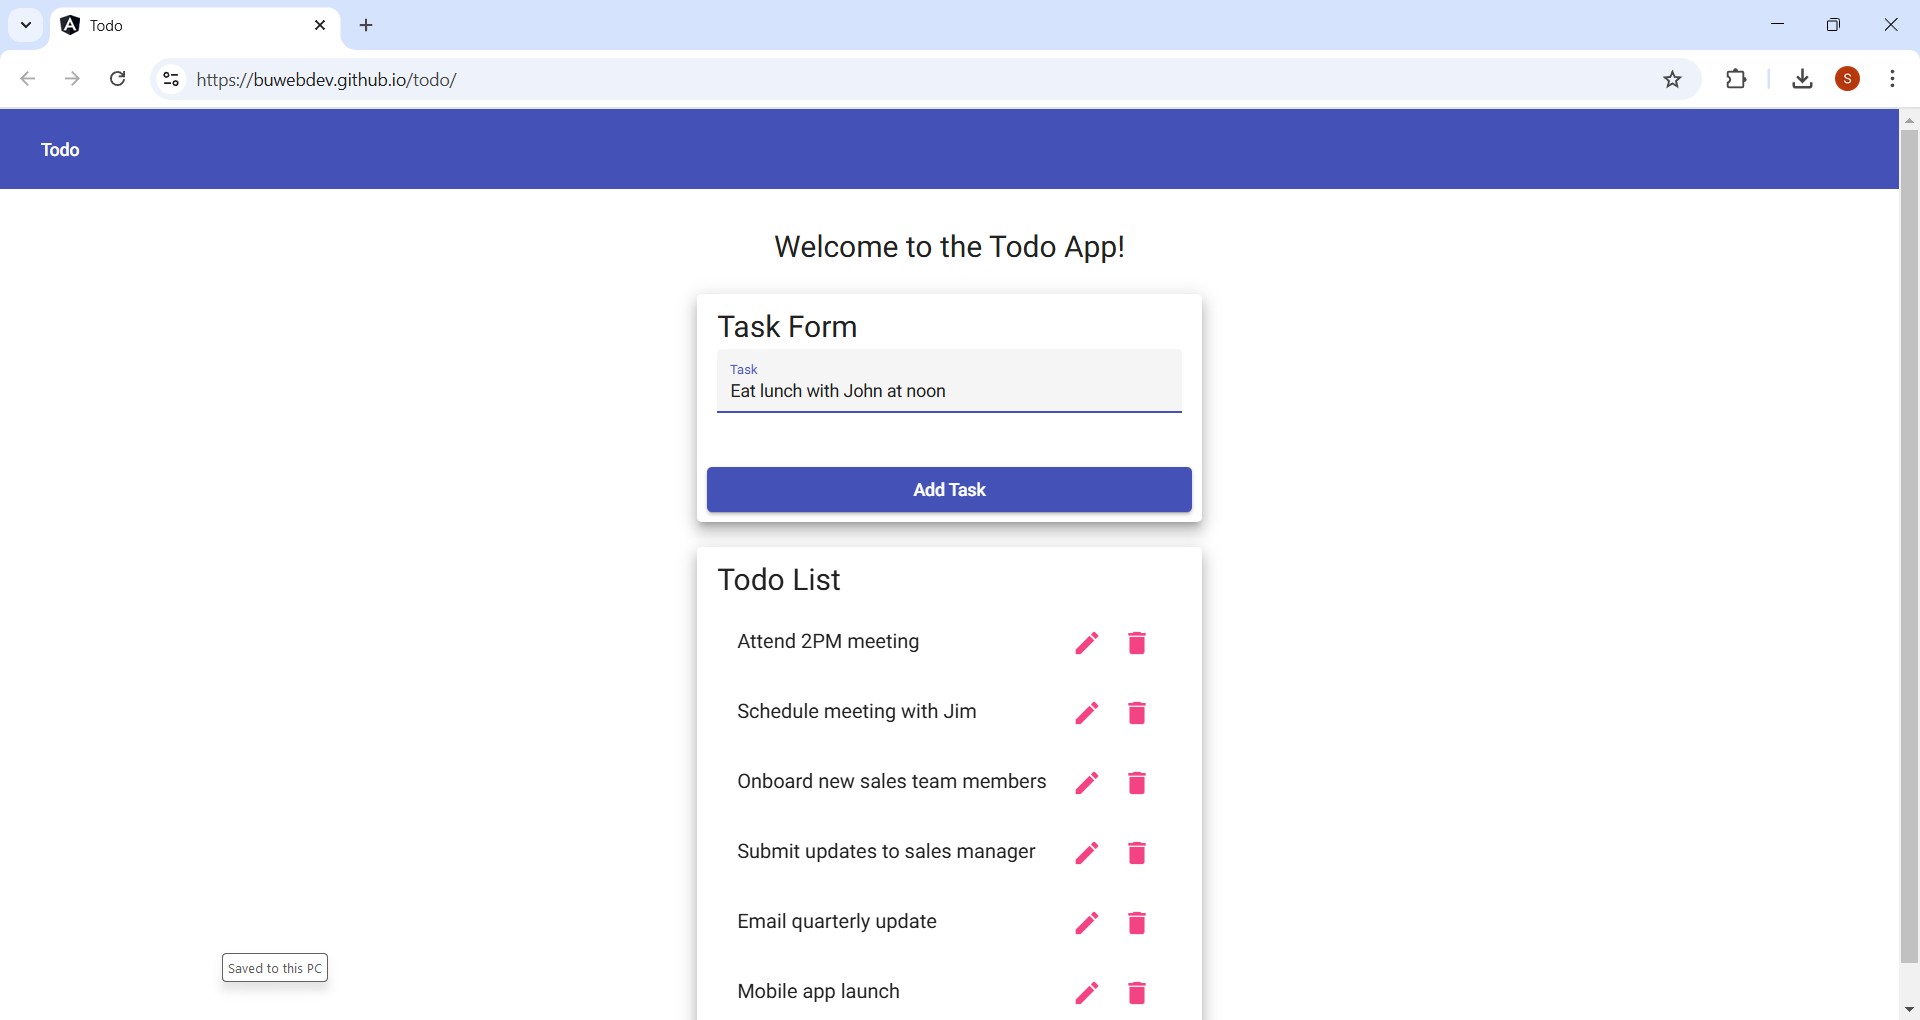 Todo
https://buwebdev.github.io/todo/
S
Todo
Welcome to the Todo App!
Task Form
Task
Eat lunch with John at noon
Add Task
Todo List
Attend 2PM meeting
Schedule meeting with Jim
Onboard new sales team members
Submit updates to sales manager
Email quarterly update
Saved to this PC
Mobile app launch